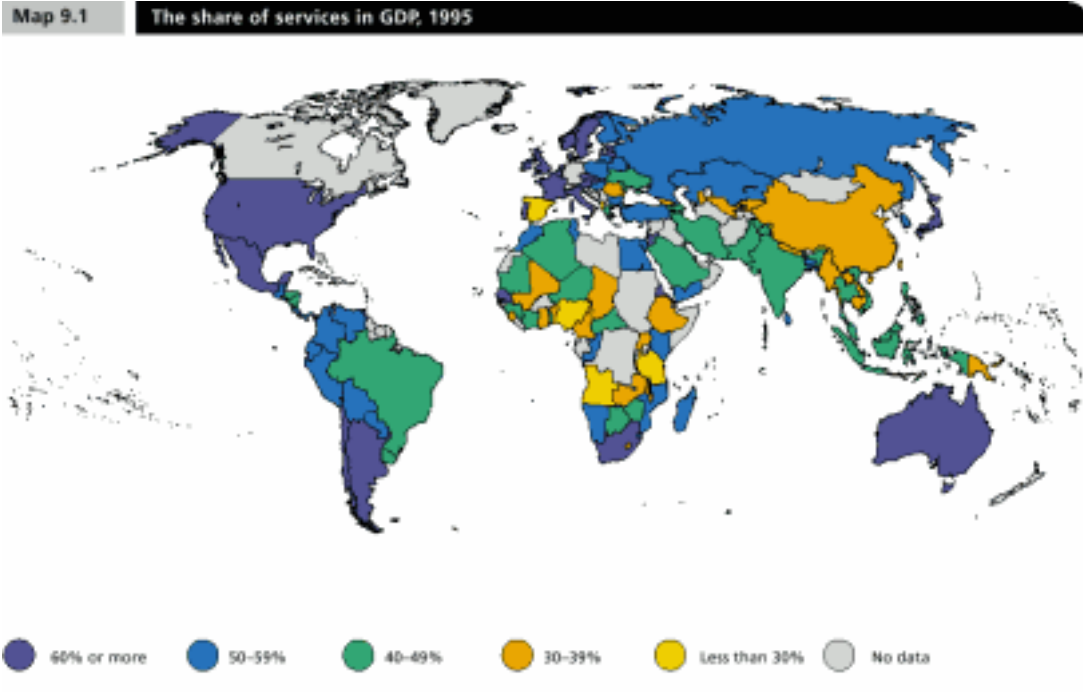 Map 9.1
The share of services in GDP, 1995
60% or more
50–59%
40–49%
30–39%
Less than 30%
No data